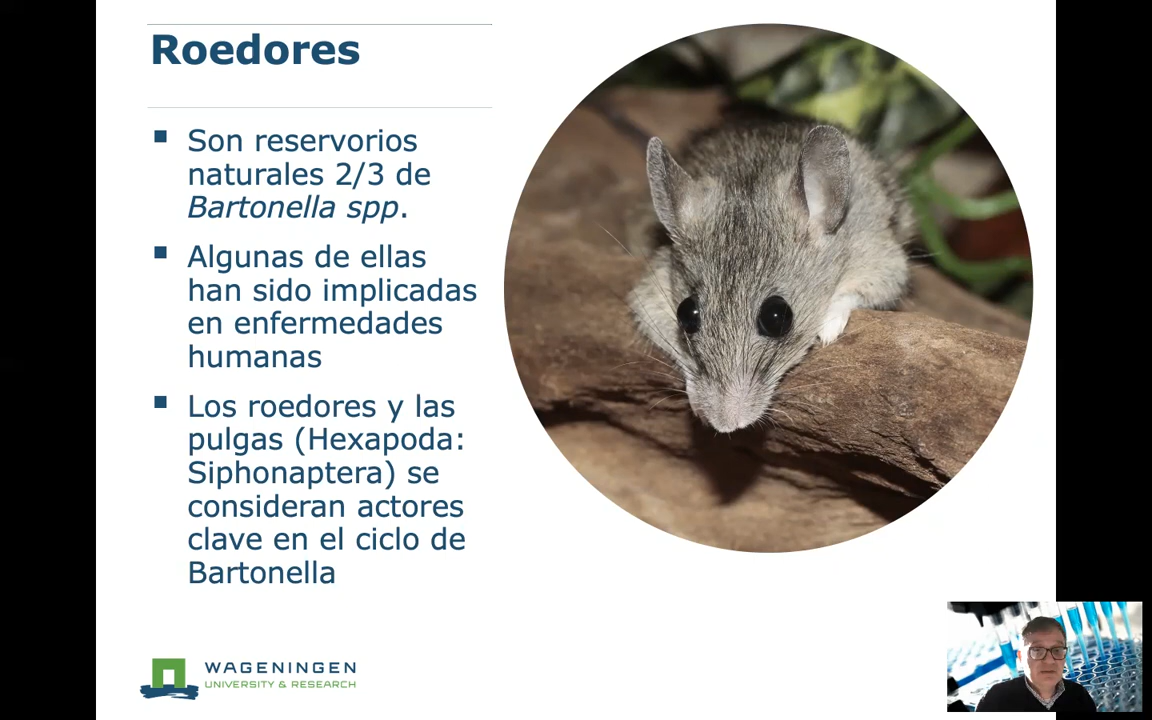 Roedores
▪ Son reservorios
naturales 2/3 de
Bartonella spp.
▪ Algunas de ellas
han sido implicadas
en enfermedades
humanas
▪ Los roedores y las
pulgas (Hexapoda:
Siphonaptera) se
consideran actores
clave en el ciclo de
Bartonella
WAGENINGEN
UNIVERSITY & RESEARCH